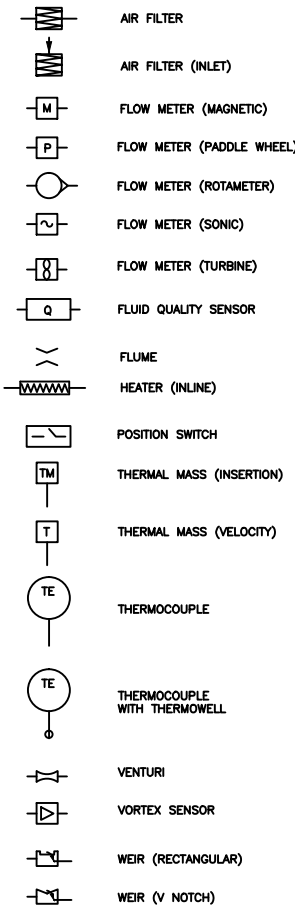 AIR FILTER
AIR FILTER (INLET)
M FLOW METER (MAGNETIC)
P FLOW METER (PADDLE WHEEL)
FLOW METER (ROTAMETER)
FLOW METER (SONIC)
FLOW METER (TURBINE)
Q FLUID QUALITY SENSOR
FLUME
HEATER (INLINE)
POSITION SWITCH
TM THERMAL MASS (INSERTION)
T THERMAL MASS (VELOCITY)
TE
THERMOCOUPLE
TE
THERMOCOUPLE
WITH THERMOWELL
VENTURI
VORTEX SENSOR
WEIR (RECTANGULAR)
WEIR (V NOTCH)